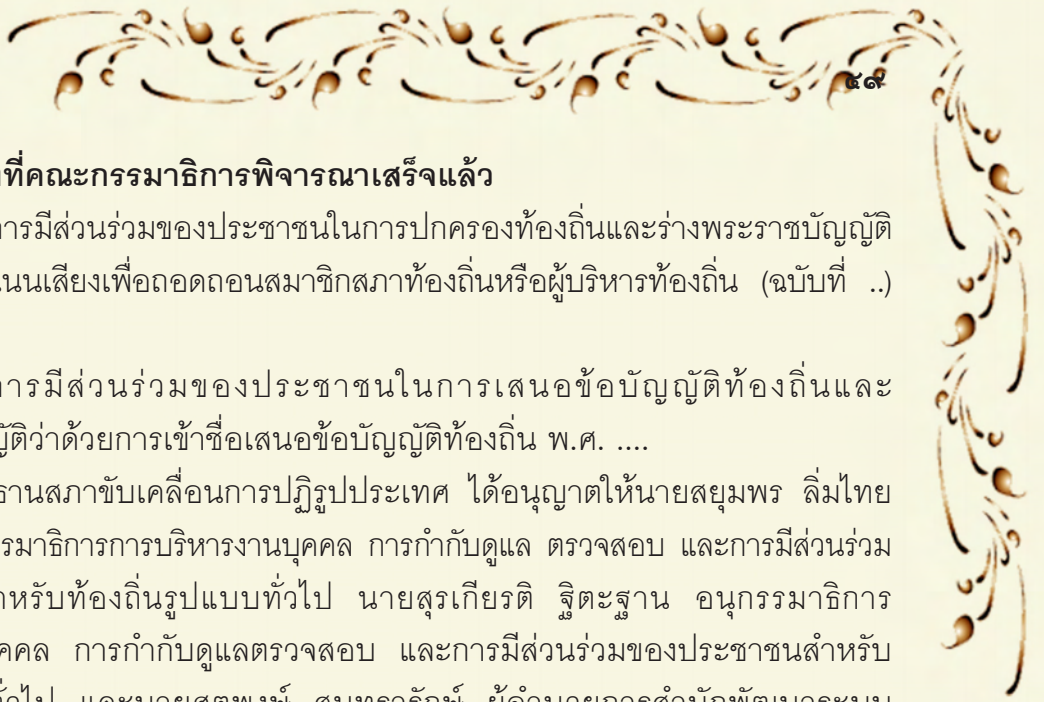 ๔๙
ที่คณะกรรมาธิการพิจารณาเสร็จแล้ว
การมีส่วนร่วมของประชาชนในการปกครองท้องถิ่นและร่างพระราชบัญญัติ
นนเสียงเพื่อถอดถอนสมาชิกสภาท้องถิ่นหรือผู้บริหารท้องถิ่น (ฉบับที่ ..)
การมีส่วนร่วมของประชาชนในการเสนอข้อบัญญัติท้องถิ่นและ
ญัติว่าด้วยการเข้าชื่อเสนอข้อบัญญัติท้องถิ่น พ.ศ. ....
ธานสภาขับเคลื่อนการปฏิรูปประเทศ ได้อนุญาตให้นายสยุมพร ลิ่มไทย
รมาธิการการบริหารงานบุคคล การกำกับดูแล ตรวจสอบ และการมีส่วนร่วม
าหรับท้องถิ่นรูปแบบทั่วไป นายสุรเกียรติ ฐิตะฐาน อนุกรรมาธิการ
คคล การกำกับดูแลตรวจสอบ และการมีส่วนร่วมของประชาชนสำหรับ